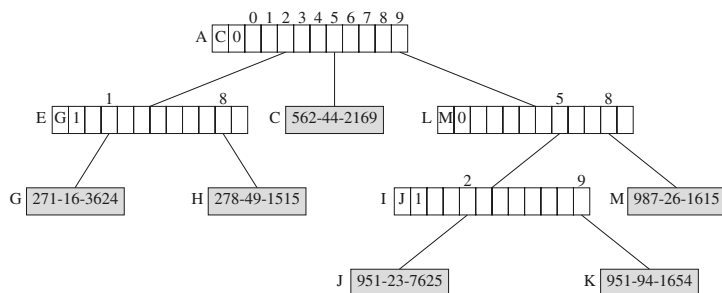 0 1 2 3 4 5 6 7 8 9
A C 0
1 8 5 8
E G 1 C 562-44-2169 L M 0
2 9
G 271-16-3624 H 278-49-1515 I J 1 M 987-26-1615
J 951-23-7625 K 951-94-1654